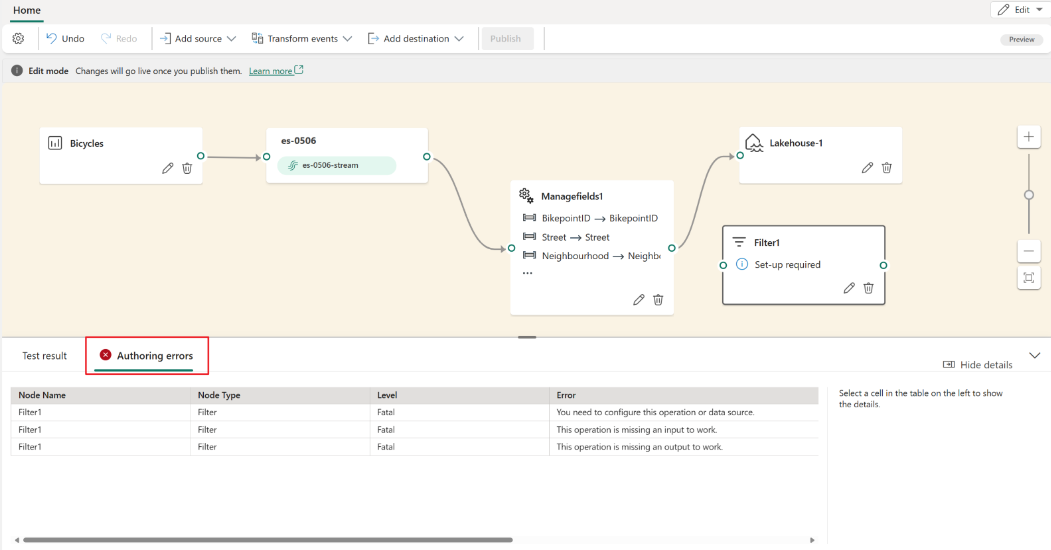 Home
Edit
Undo
Redo
Add source
Transform events
Add destination
Publish
Preview
Edit mode Changes will go live once you publish them. Learn more
Bicycles
es-0506
es-0506-stream
Managefields1
BikepointID → BikepointID
Street → Street
Neighbourhood → Neighbo
...
Lakehouse-1
Filter1
Set-up required
Test result
Authoring errors
Hide details
Node Name Node Type Level Error
Filter1 Filter Fatal You need to configure this operation or data source.
Filter1 Filter Fatal This operation is missing an input to work.
Filter1 Filter Fatal This operation is missing an output to work.
Select a cell in the table on the left to show
the details.